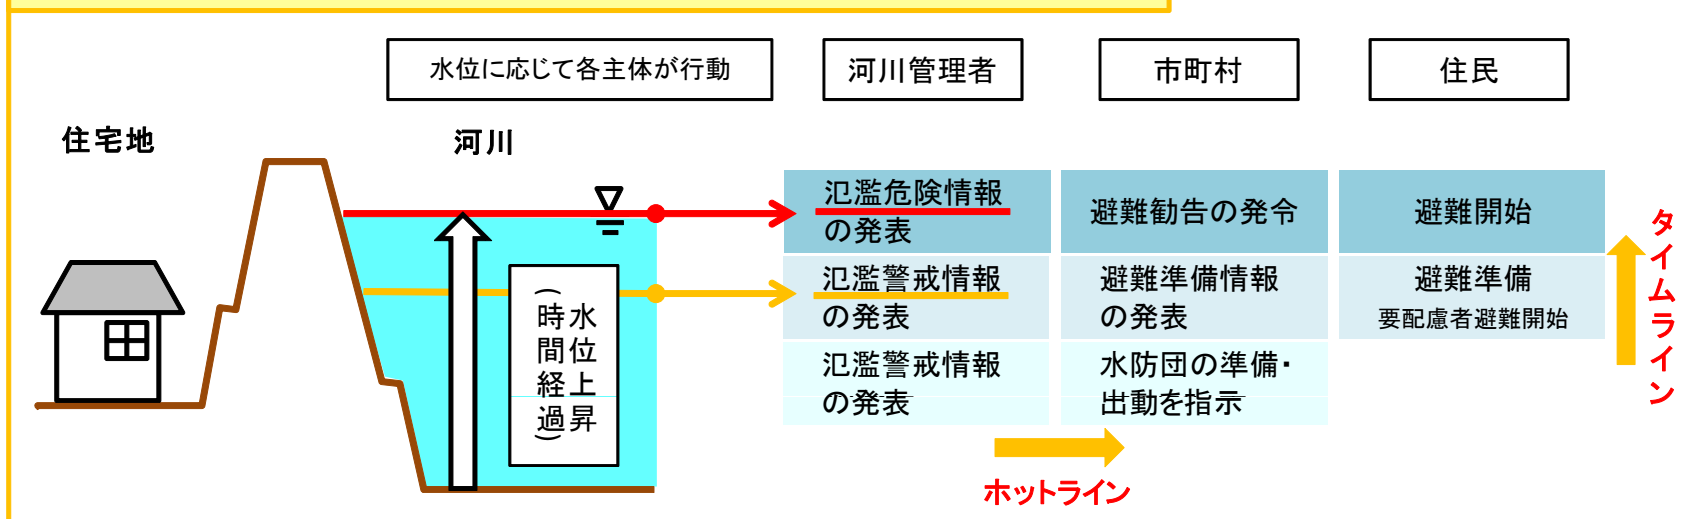 水位に応じて各主体が行動
河川管理者
市町村
住民
住宅地
河川
氾濫危険情報
の発表
避難勧告の発令
避難開始
氾濫警戒情報
の発表
避難準備情報
の発表
避難準備
要配慮者避難開始
氾濫警戒情報
の発表
水防団の準備・
出動を指示
水位上昇
(時間経過)
ホットライン
タイムライン